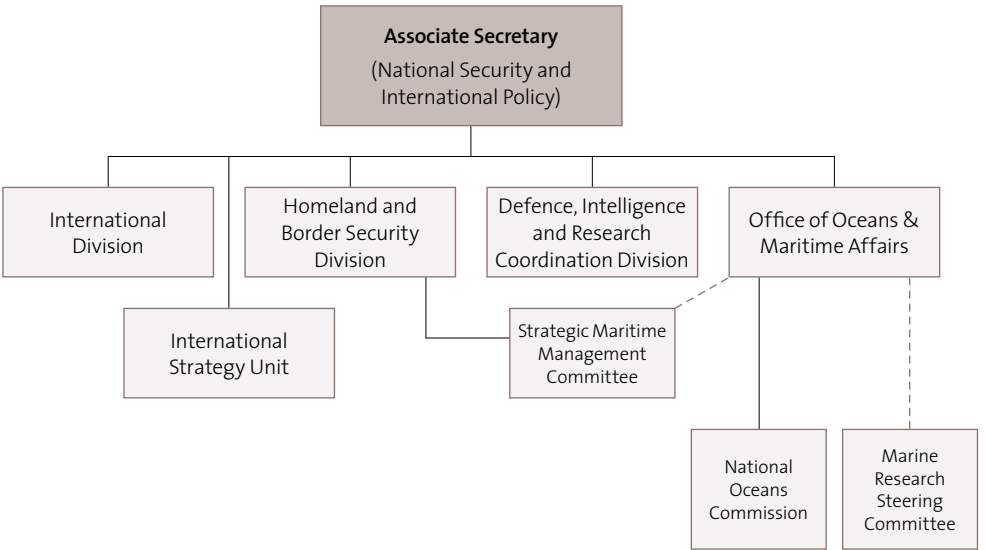 Associate Secretary
(National Security and
International Policy)
International
Division
Homeland and
Border Security
Division
Defence, Intelligence
and Research
Coordination Division
Office of Oceans &
Maritime Affairs
International
Strategy Unit
Strategic Maritime
Management
Committee
National
Oceans
Commission
Marine
Research
Steering
Committee